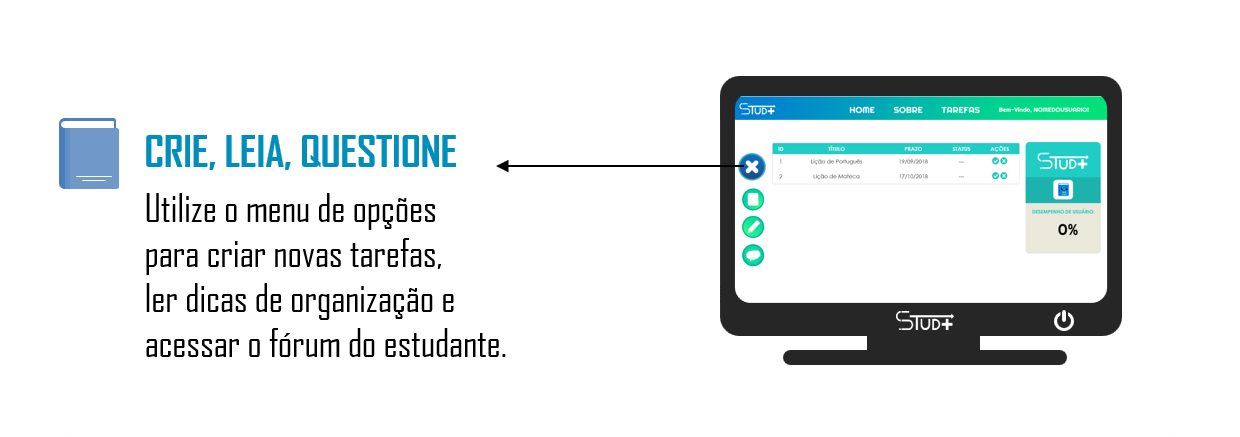 CRIE, LEIA, QUESTIONE
Utilize o menu de opções
para criar novas tarefas,
ler dicas de organização e
acessar o fórum do estudante.
STUD+
HOME SOBRE TAREFAS Bem-Vindo, NOMEDOUSUARIO!
ID TÍTULO PRAZO STATUS AÇÕES
1 Lição de Português 19/09/2018 ---
2 Lição de Mateca 17/10/2018 ---
STUD+
DESEMPENHO DE USUÁRIO:
0%
STUD+